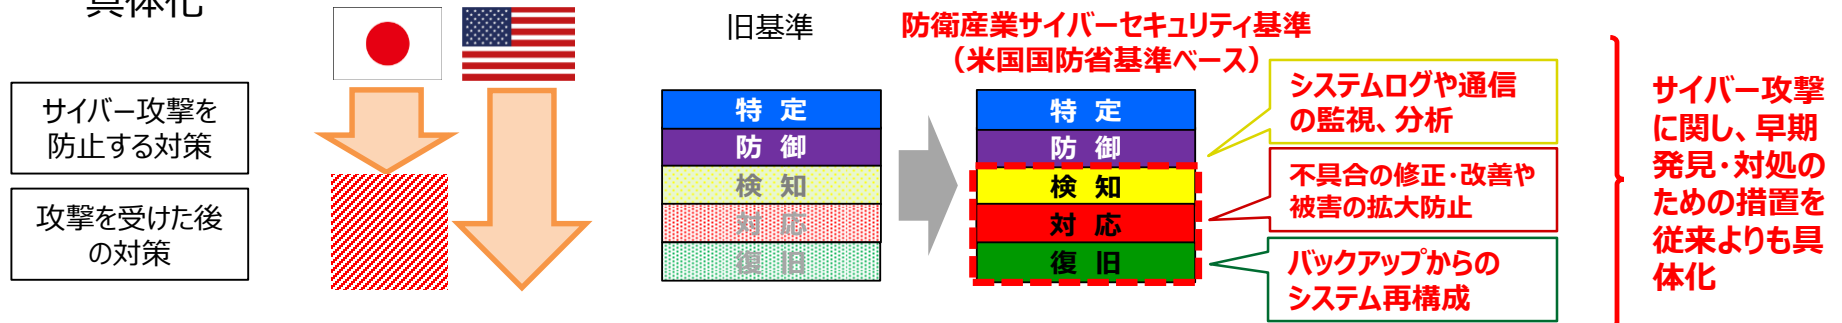 具体化
サイバー攻撃を
防止する対策
攻撃を受けた後
の対策
旧基準
特 定
防 御
検 知
対 応
復 旧
防衛産業サイバーセキュリティ基準
（米国国防省基準ベース）
特 定
防 御
検 知
対 応
復 旧
システムログや通信
の監視、分析
不具合の修正・改善や
被害の拡大防止
バックアップからの
システム再構成
サイバー攻撃
に関し、早期
発見・対処の
ための措置を
従来よりも具
体化